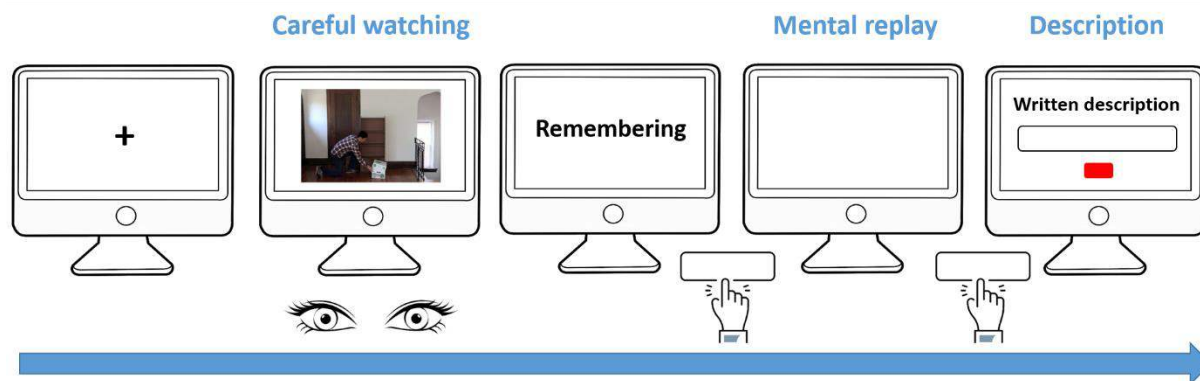 Careful watching
Mental replay
Description
+
Remembering
Written description